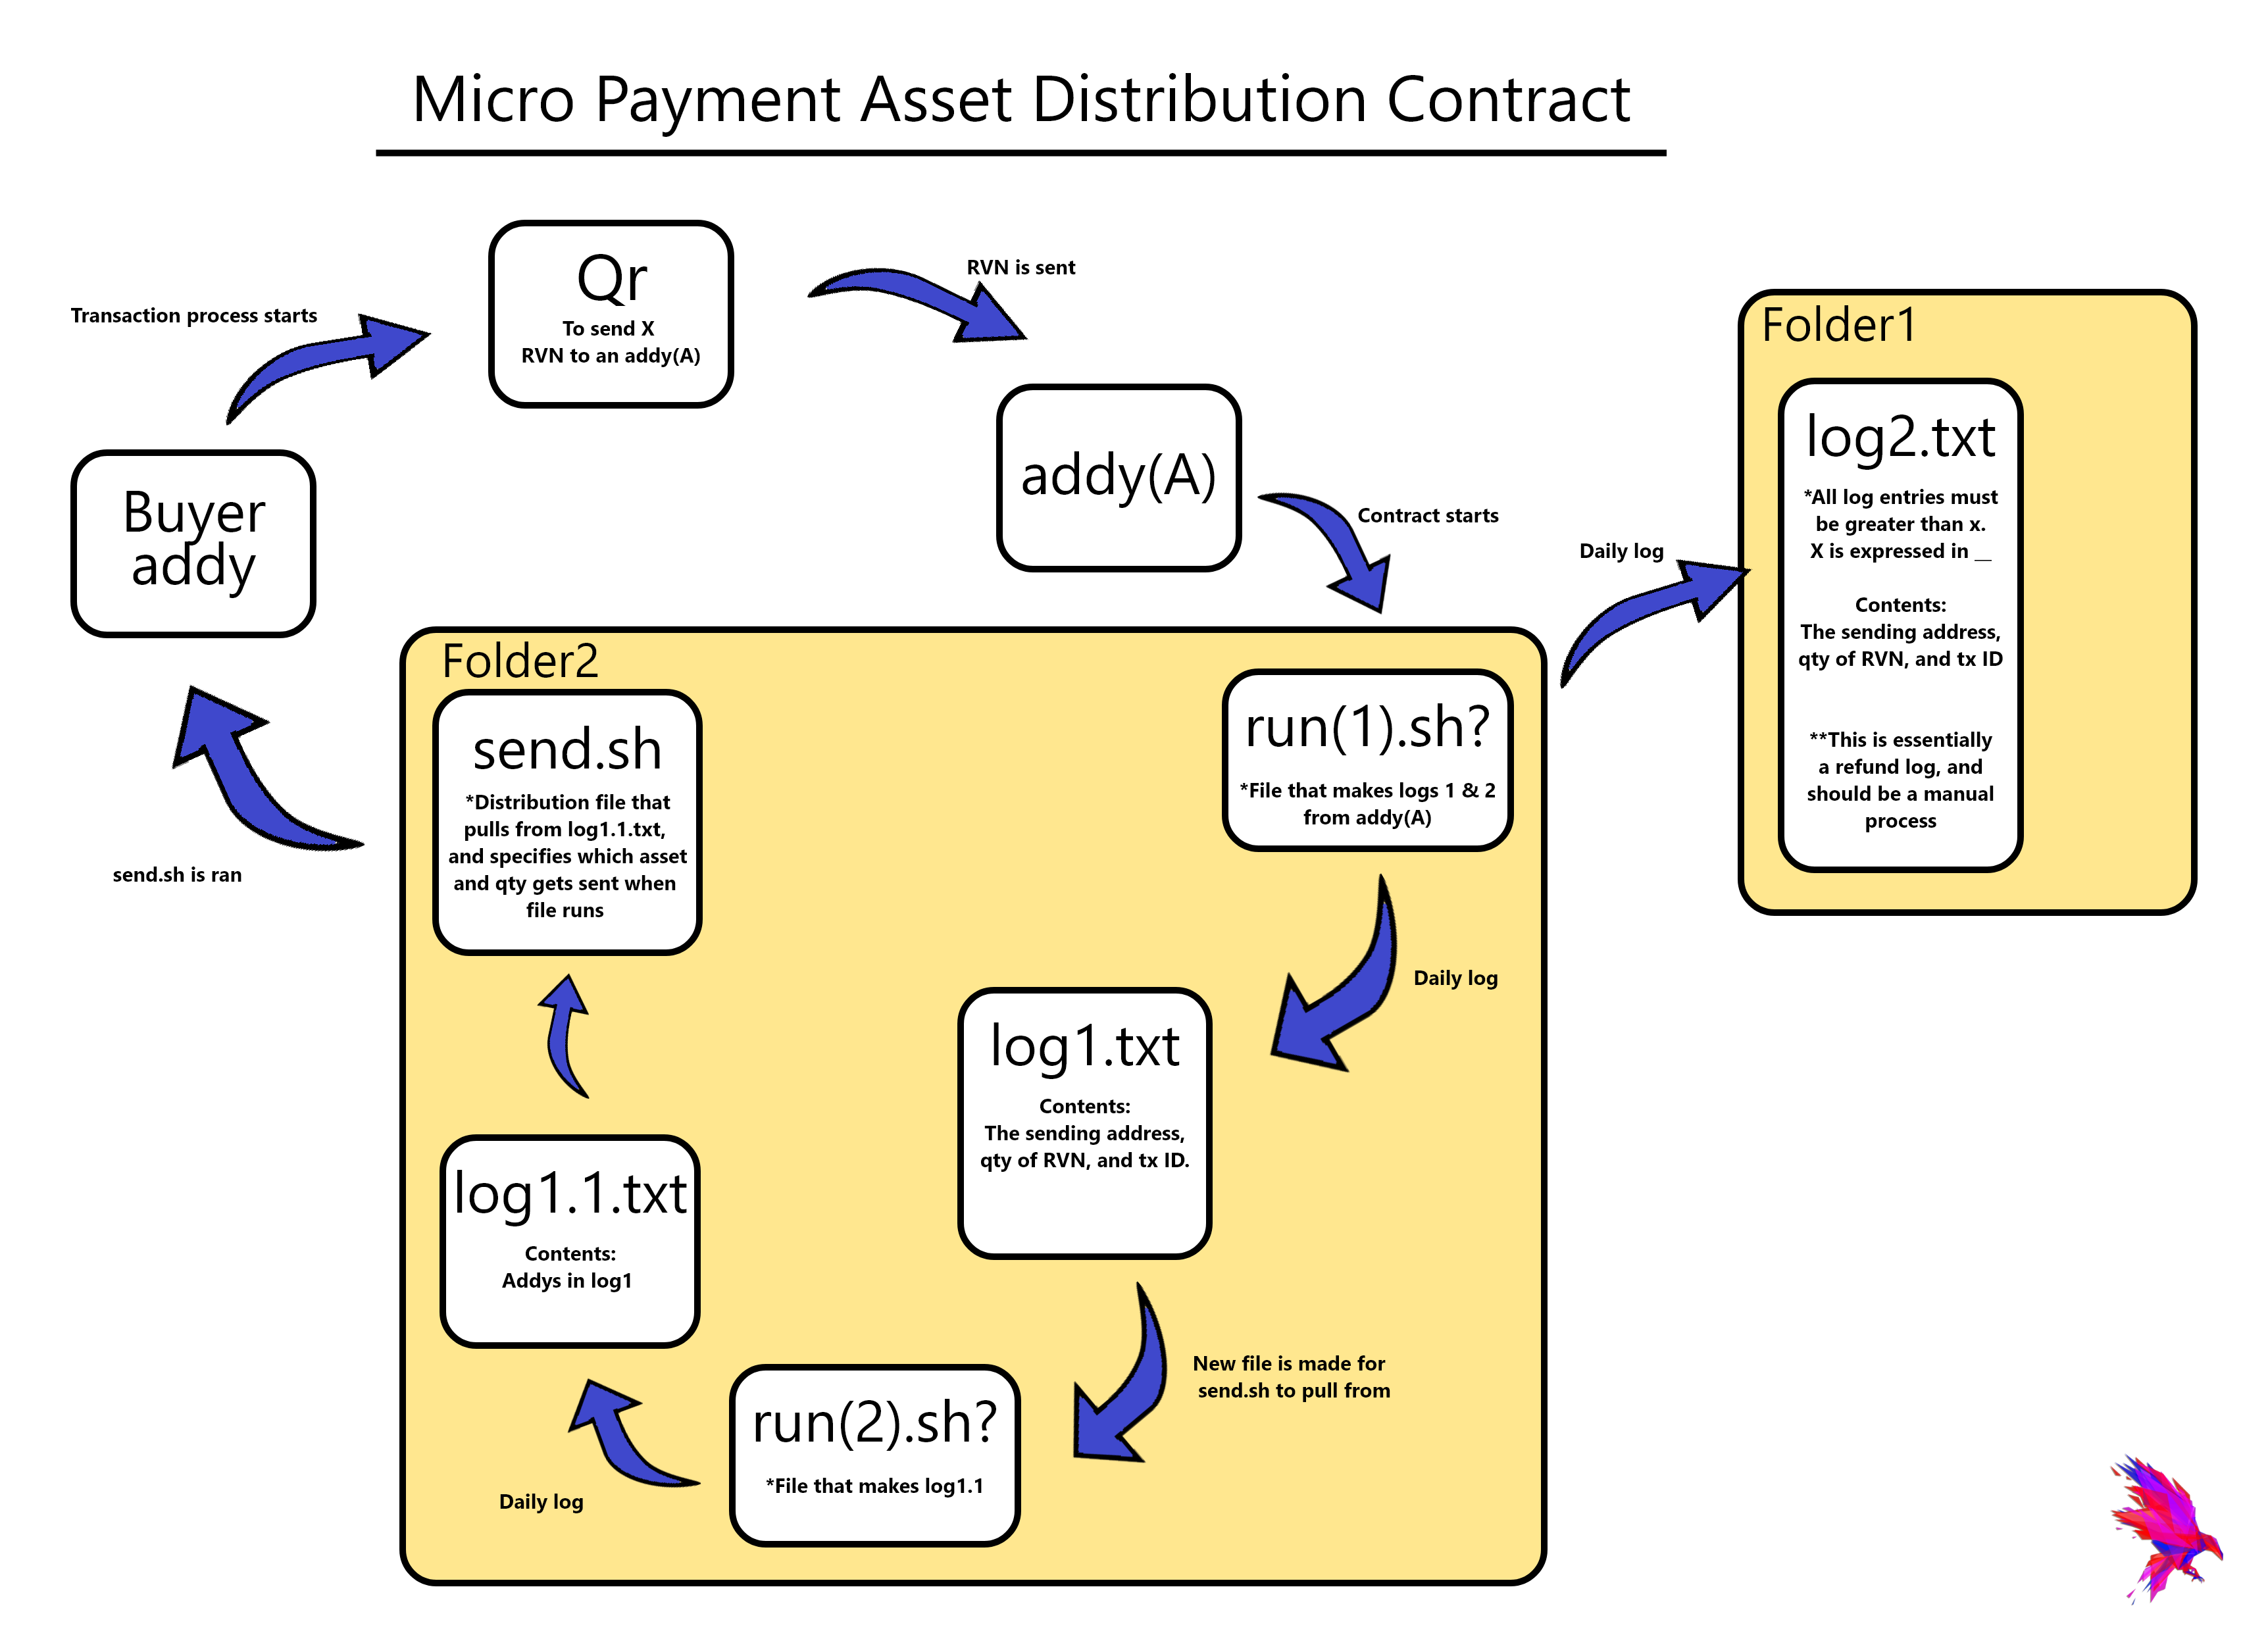 Micro Payment Asset Distribution Contract
Transaction process starts
Qr
To send X
RVN to an addy(A)
RVN is sent
addy(A)
Contract starts
Buyer
addy
Daily log
Folder1
log2.txt
*All log entries must
be greater than x.
X is expressed in __
Contents:
The sending address,
qty of RVN, and tx ID
**This is essentially
a refund log, and
should be a manual
process
Folder2
run(1).sh?
*File that makes logs 1 & 2
from addy(A)
Daily log
log1.txt
Contents:
The sending address,
qty of RVN, and tx ID.
New file is made for
send.sh to pull from
run(2).sh?
*File that makes log1.1
Daily log
log1.1.txt
Contents:
Addys in log1
send.sh
*Distribution file that
pulls from log1.1.txt,
and specifies which asset
and qty gets sent when
file runs
send.sh is ran